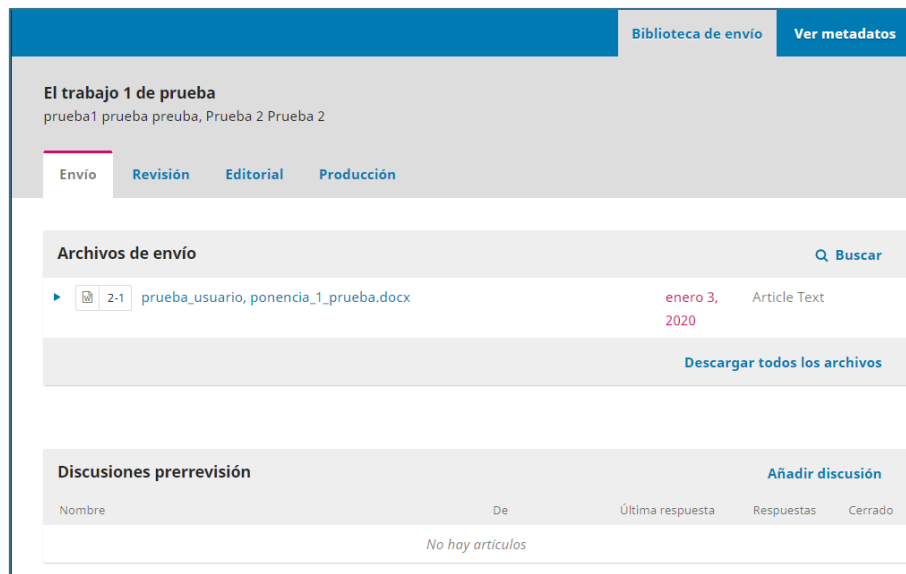 Biblioteca de envío Ver metadatos
El trabajo 1 de prueba
prueba1 prueba preuba, Prueba 2 Prueba 2
Envío Revisión Editorial Producción
Archivos de envío Buscar
2-1 prueba_usuario, ponencia_1_prueba.docx enero 3, Article Text
2020
Descargar todos los archivos
Discusiones prerrevisión Añadir discusión
Nombre De Última respuesta Respuestas Cerrado
No hay artículos